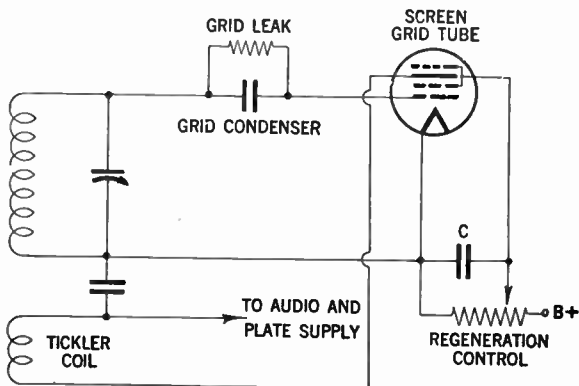 GRID LEAK
SCREEN
GRID TUBE
GRID CONDENSER
C
B+
TO AUDIO AND
PLATE SUPPLY
TICKLER
COIL
REGENERATION
CONTROL